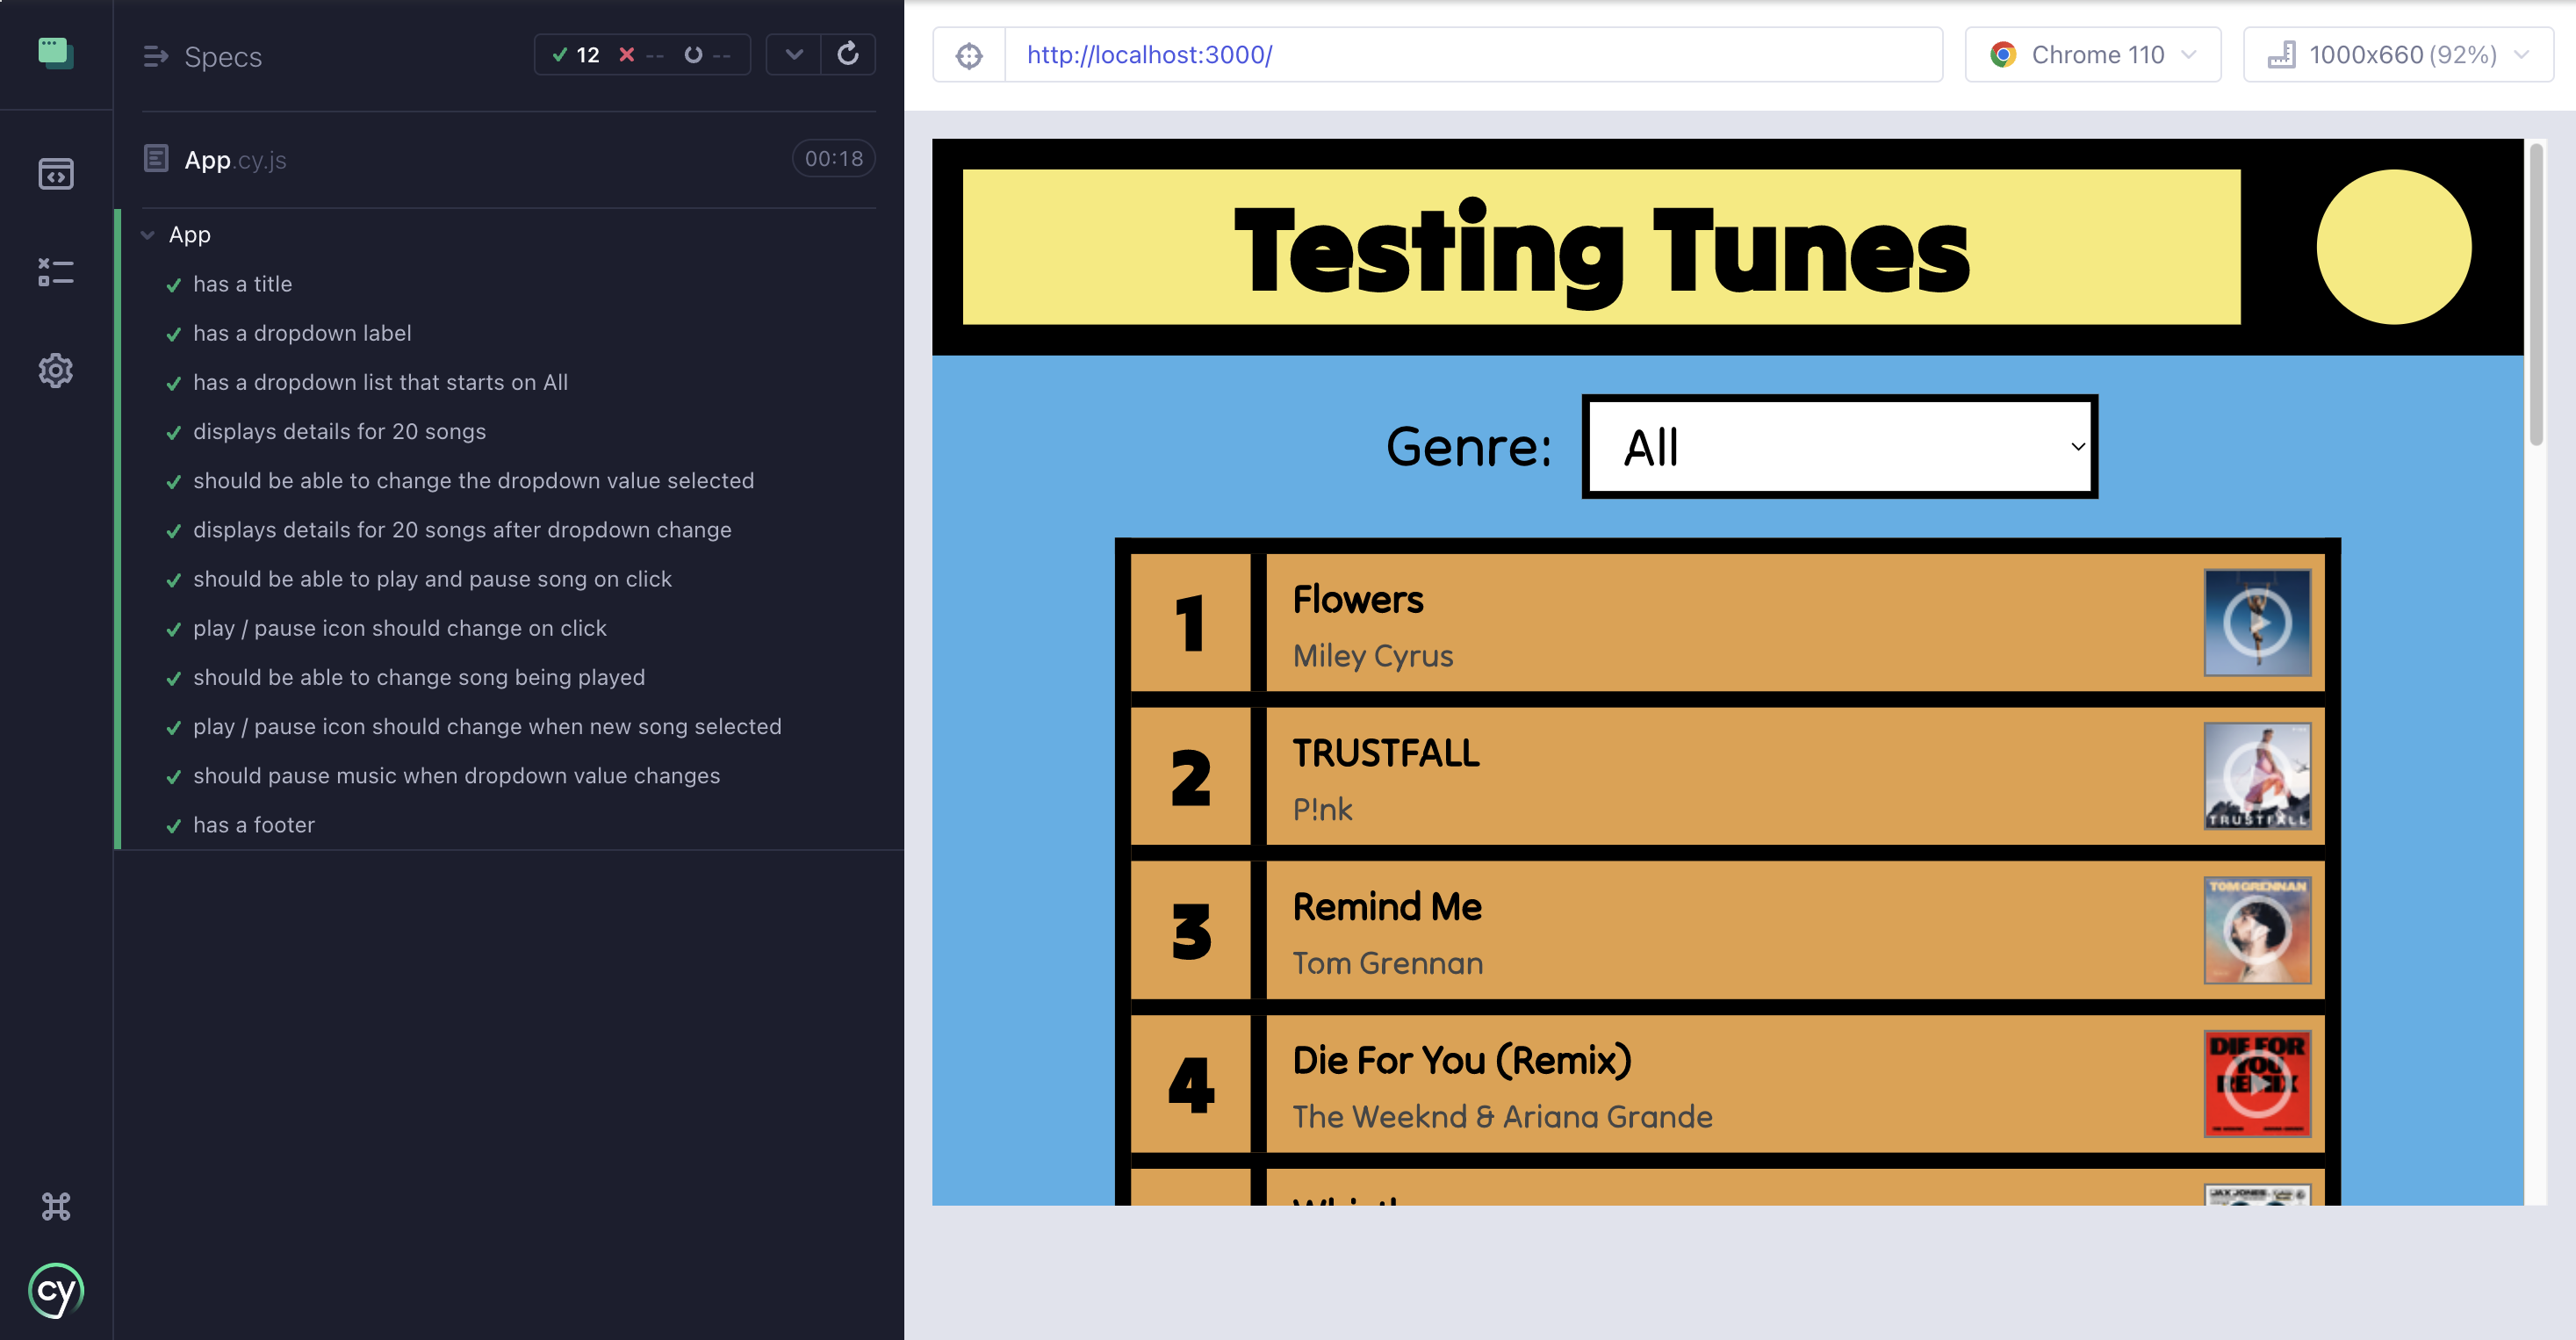 Specs
12 -- --
App.cy.js
00:18
App
has a title
has a dropdown label
has a dropdown list that starts on All
displays details for 20 songs
should be able to change the dropdown value selected
displays details for 20 songs after dropdown change
should be able to play and pause song on click
play / pause icon should change on click
should be able to change song being played
play / pause icon should change when new song selected
should pause music when dropdown value changes
has a footer
cy
http://localhost:3000/
Chrome 110
1000x660 (92%)
Testing Tunes
Genre:
All
1
Flowers
Miley Cyrus
2
TRUSTFALL
P!nk
TRUSTFALL
3
Remind Me
Tom Grennan
TOM GRENNAN
4
Die For You (Remix)
The Weeknd & Ariana Grande
DIE FOR
YOU
REMIX
JAX JONES